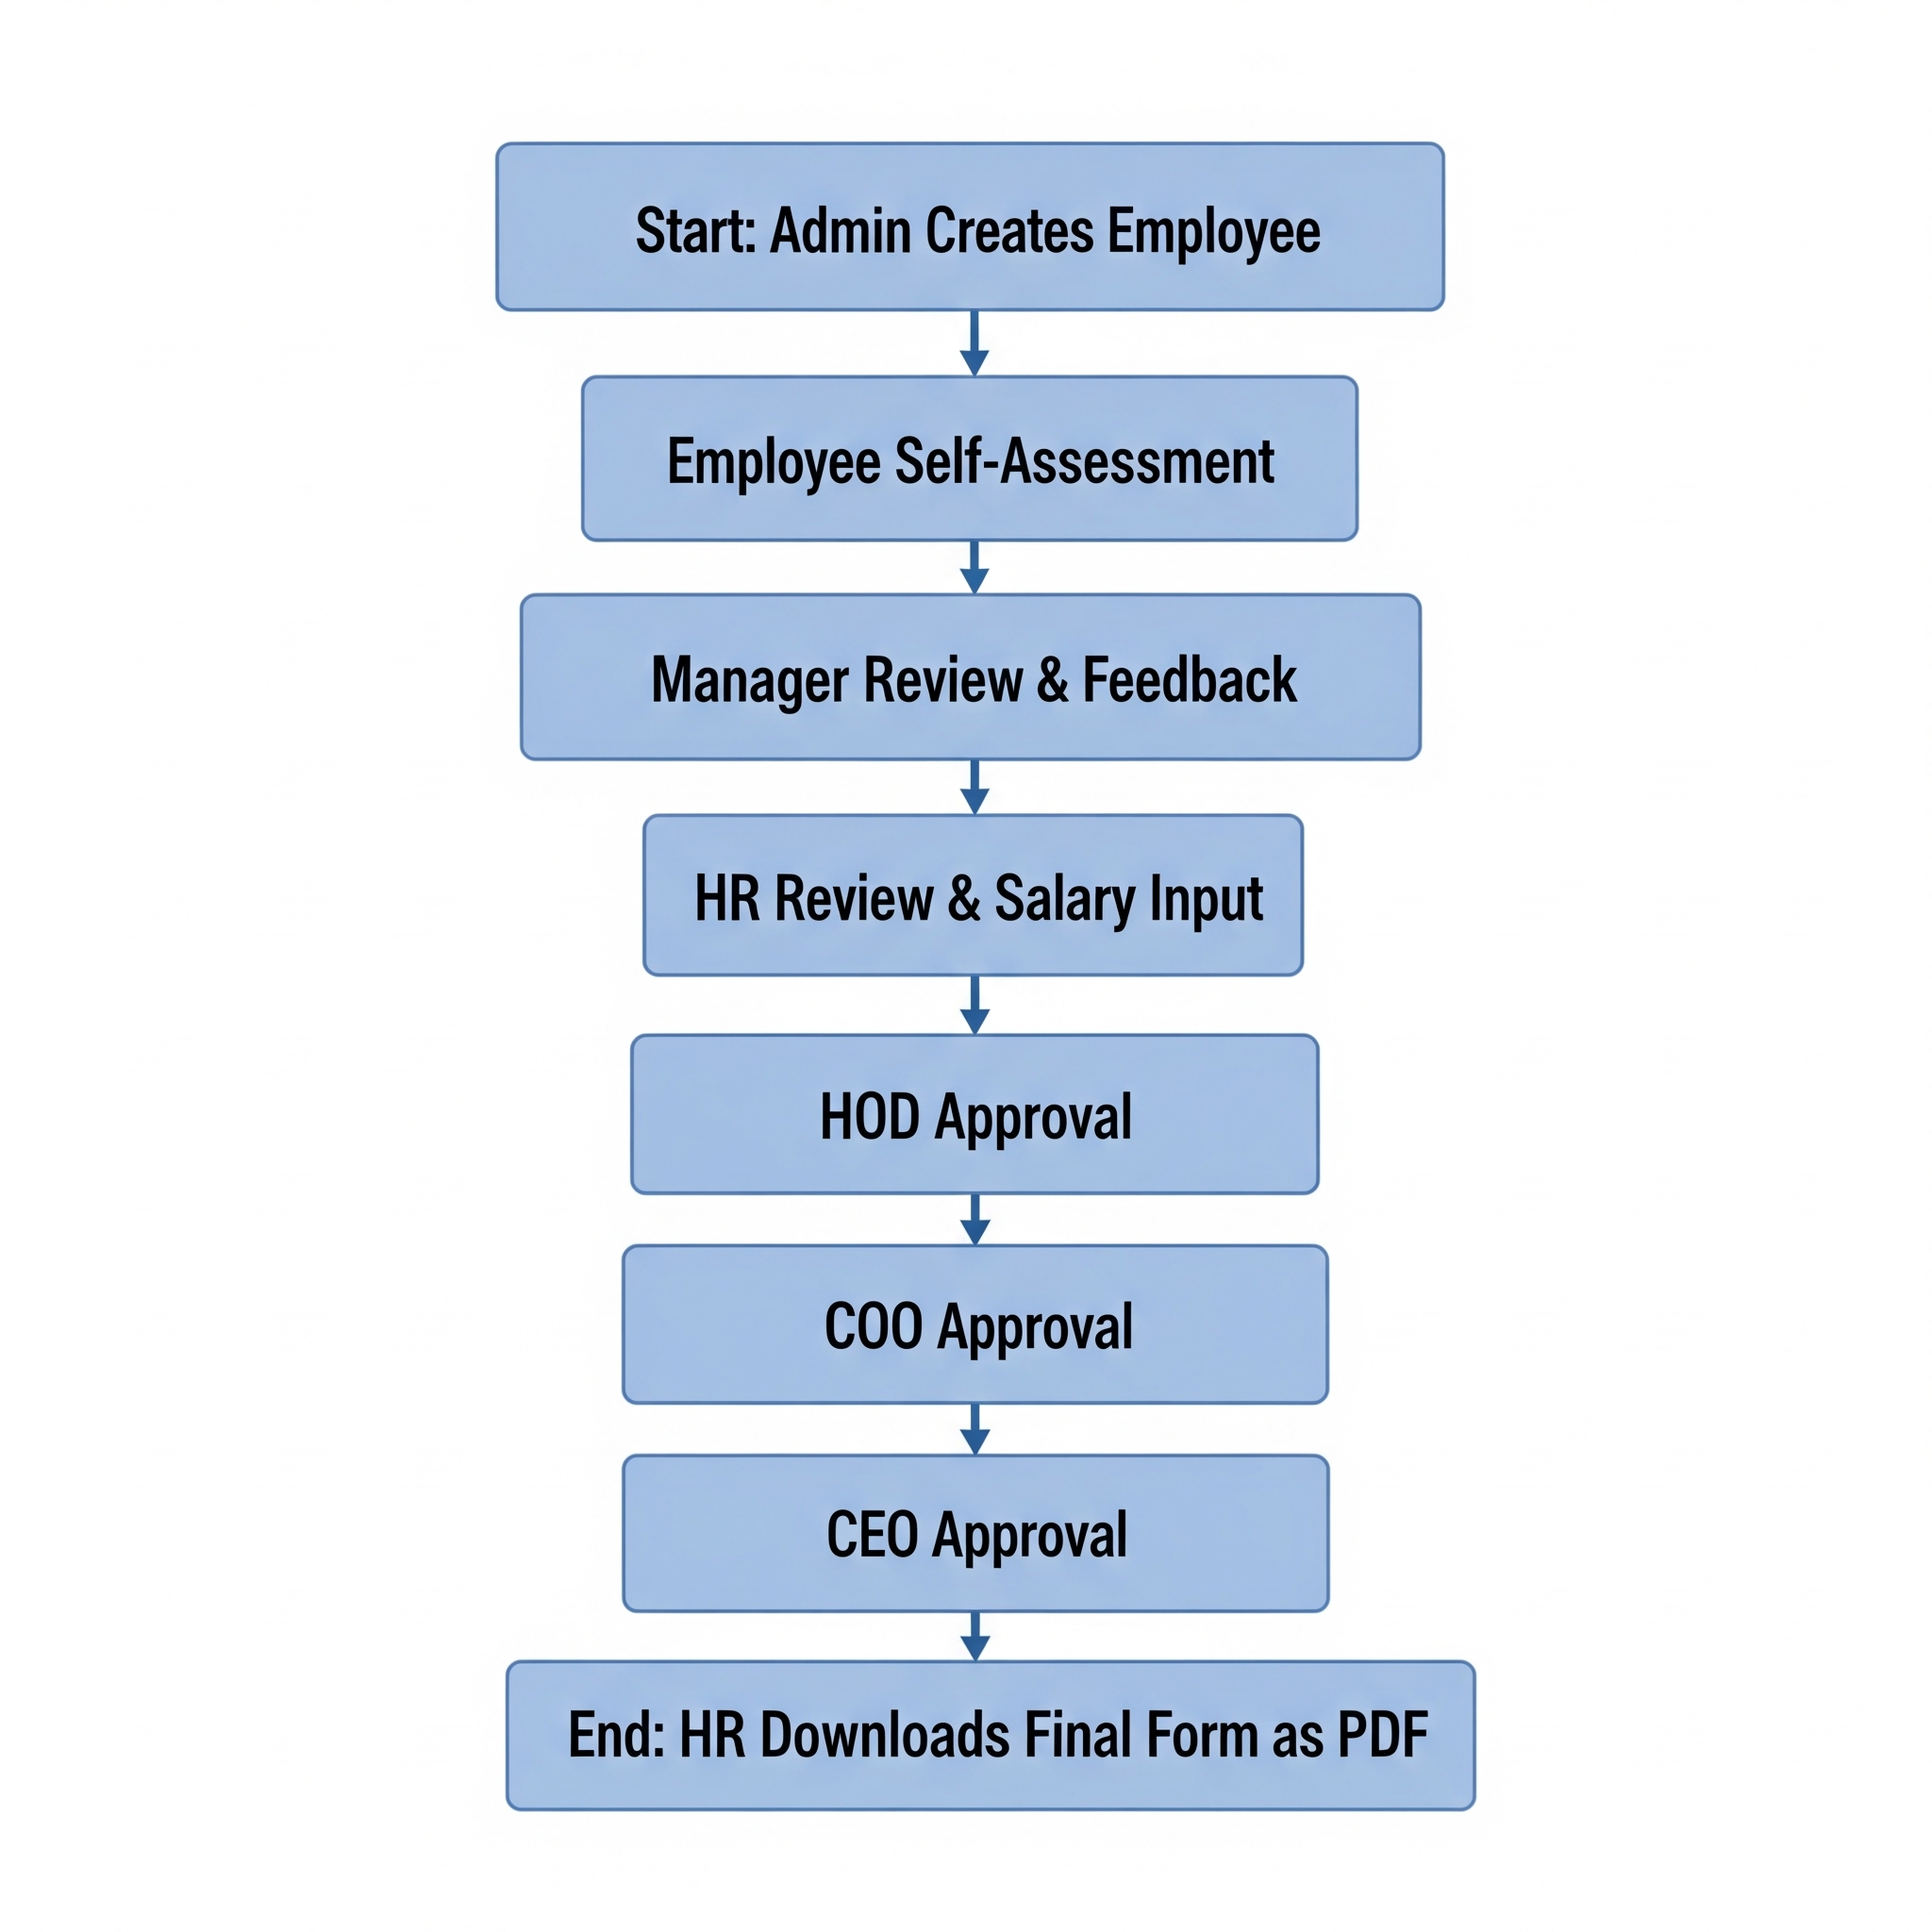 Start: Admin Creates Employee
Employee Self-Assessment
Manager Review & Feedback
HR Review & Salary Input
HOD Approval
COO Approval
CEO Approval
End: HR Downloads Final Form as PDF